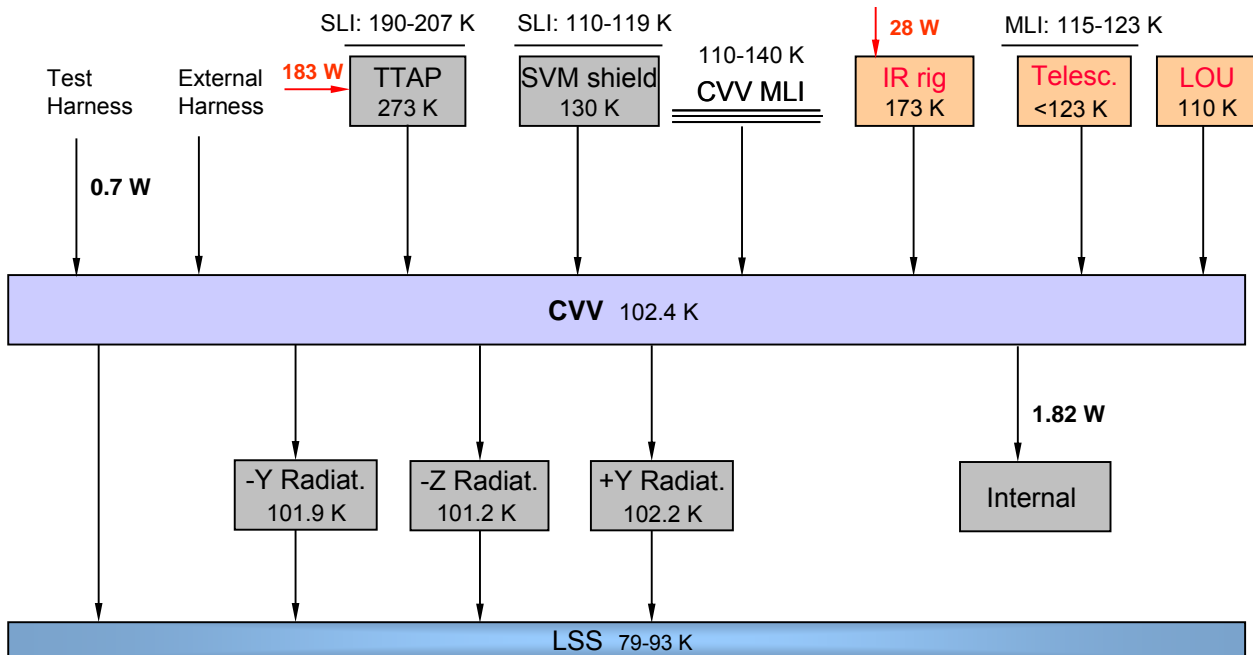 SLI: 190-207 K
SLI: 110-119 K
28 W
MLI: 115-123 K
Test
Harness
External
Harness
183 W
TTAP
273 K
SVM shield
130 K
110-140 K
CVV MLI
IR rig
173 K
Telesc.
<123 K
LOU
110 K
0.7 W
CVV 102.4 K
1.82 W
-Y Radiat.
101.9 K
-Z Radiat.
101.2 K
+Y Radiat.
102.2 K
Internal
LSS 79-93 K